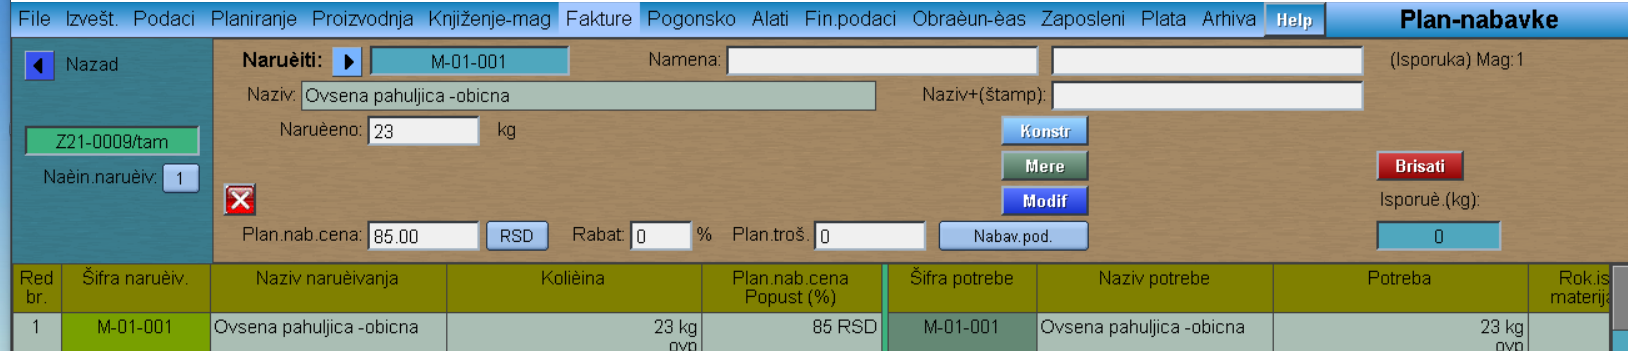 File Izvešt. Podaci Planiranje Proizvodnja Knjiženje-mag Fakture Pogonsko Alati Fin.podaci Obraèun-èas Zaposleni Plata Arhiva Help Plan-nabavke
Nazad Naruèiti: M-01-001 Namena: (Isporuka) Mag:1
Naziv: Ovsena pahuljica -obicna Naziv+(štamp):
Z21-0009/tam Naruèeno: 23 kg Konstr
Naèin.naruèiv: 1 Mere Brisati
Modif Isporuè.(kg):
Plan.nab.cena: 85.00 RSD Rabat: 0 % Plan.troš. 0 Nabav.pod. 0
Red Šifra naruèiv. Naziv naruèivanja Kolièina Plan.nab.cena Šifra potrebe Naziv potrebe Potreba Rok.is
br. Popust (%) materija
1 M-01-001 Ovsena pahuljica -obicna 23 kg 85 RSD M-01-001 Ovsena pahuljica -obicna 23 kg
ovp ovp